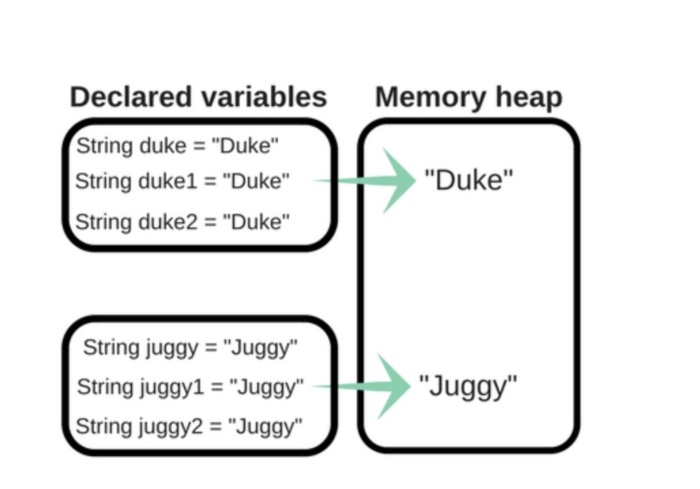 Declared variables
Memory heap
String duke = "Duke"
String duke1 = "Duke"
String duke2 = "Duke"
"Duke"
String juggy = "Juggy"
String juggy1 = "Juggy"
String juggy2 = "Juggy"
"Juggy"